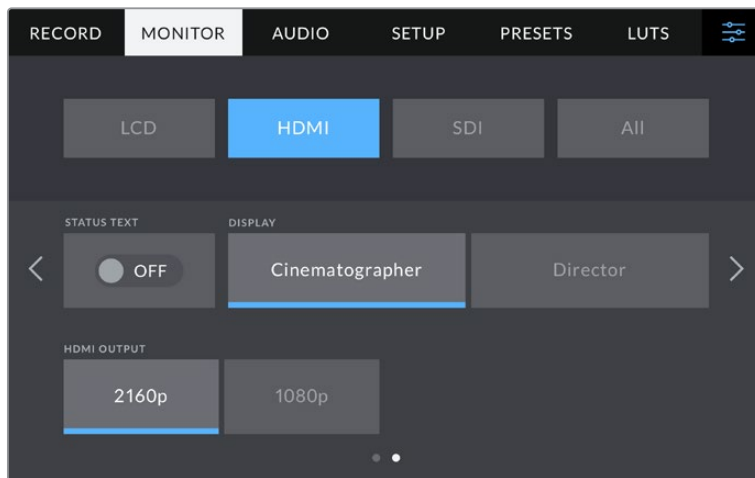 RECORD MONITOR AUDIO SETUP PRESETS LUTS
LCD HDMI SDI All
STATUS TEXT DISPLAY
OFF Cinematographer Director
HDMI OUTPUT
2160p 1080p